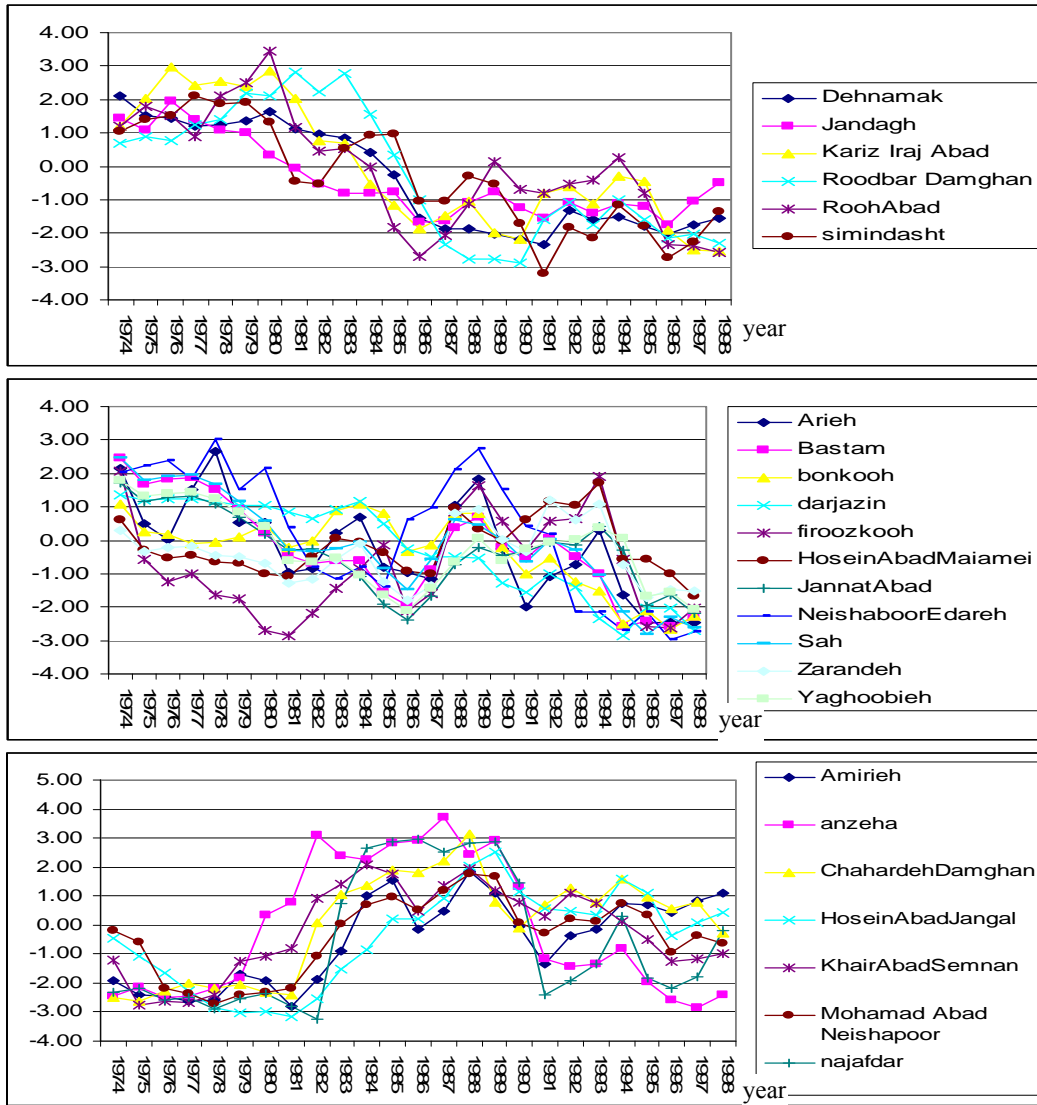 4.00
3.00
2.00
1.00
0.00
-1.00
-2.00
-3.00
-4.00
1974 1975 1976 1977 1978 1979 1980 1981 1982 1983 1984 1985 1986 1987 1988 1989 1990 1991 1992 1993 1994 1995 1996 1997 1998
year
Dehnamak
Jandagh
Kariz Iraj Abad
Roodbar Damghan
RoohAbad
simindasht
4.00
3.00
2.00
1.00
0.00
-1.00
-2.00
-3.00
-4.00
1974 1975 1976 1977 1978 1979 1980 1981 1982 1983 1984 1985 1986 1987 1988 1989 1990 1991 1992 1993 1994 1995 1996 1997 1998
year
Arieh
Bastam
bonkooh
darjazin
firoozkooh
HoseinAbadMaiamei
JannatAbad
NeishaboorEdareh
Sah
Zarandeh
Yaghoobieh
5.00
4.00
3.00
2.00
1.00
0.00
-1.00
-2.00
-3.00
-4.00
1974 1975 1976 1977 1978 1979 1980 1981 1982 1983 1984 1985 1986 1987 1988 1989 1990 1991 1992 1993 1994 1995 1996 1997 1998
year
Amirieh
anzeha
ChahardehDamghan
HoseinAbadJangal
KhairAbadSemnan
Mohamad Abad
Neishapoor
najafdar